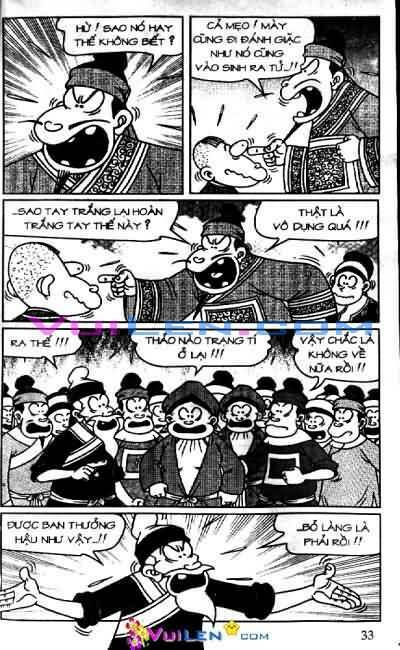 HỪ! SAO NÓ HAY
THẾ KHÔNG BIẾT?
CẢ MẸO! MÀY
CŨNG ĐI ĐÁNH GIẶC
NHƯ NÓ CŨNG
VÀO SINH RA TỬ..!!
..SAO TAY TRẮNG LẠI HOÀN
TRẮNG TAY THẾ NÀY?
THẬT LÀ
VÔ DỤNG QUÁ!!!
VuiLen.com
RA THẾ!!!
THẢO NÀO TRẠNG TÍ
Ở LẠI!!!
VẬY CHẮC LÀ
KHÔNG VỀ
NỮA RỒI!!
ĐƯỢC BAN THƯỞNG
HẬU NHƯ VẬY..!!
..BỎ LÀNG LÀ
PHẢI RỒI!!
33
VuiLen.com